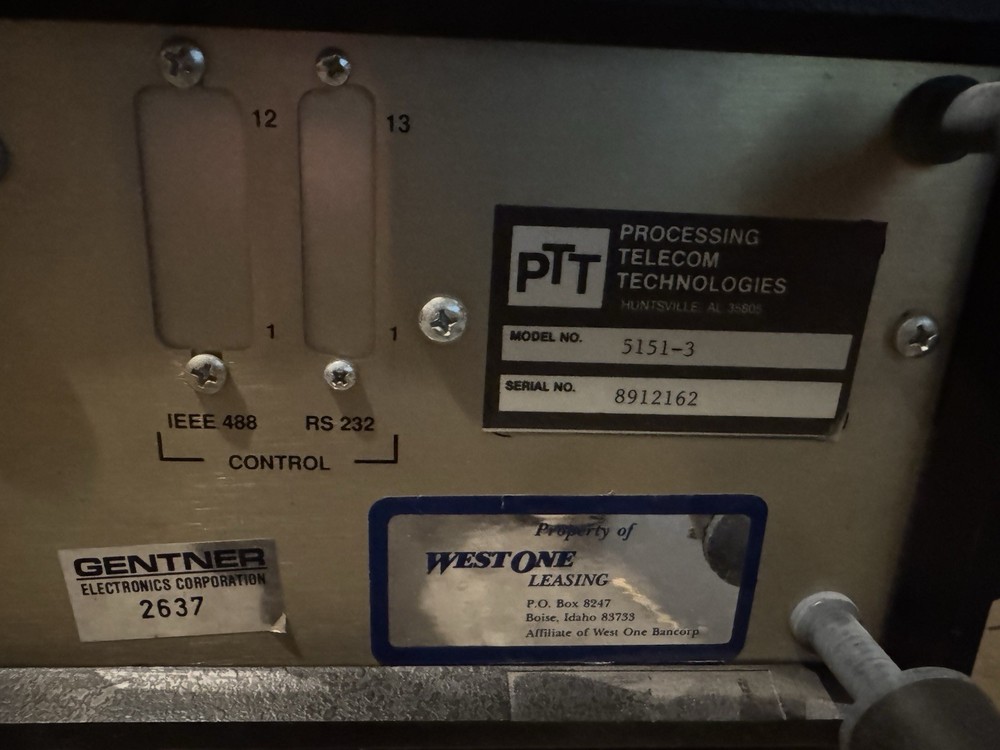 12
13
1
1
IEEE 488
RS 232
CONTROL
PTT
PROCESSING
TELECOM
TECHNOLOGIES
HUNTSVILLE, AL 35805
MODEL NO. 5151-3
SERIAL NO. 8912162
GENTNER
ELECTRONICS CORPORATION
2637
Property of
WEST ONE
LEASING
P.O. Box 8247
Boise, Idaho 83733
Affiliate of West One Bancorp